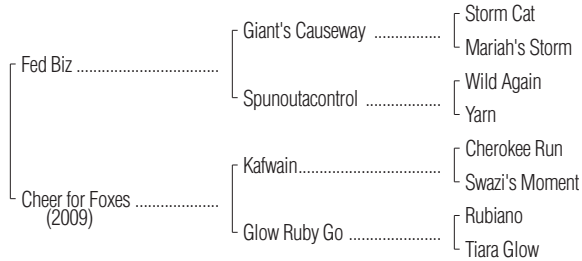 Storm Cat
Giant's Causeway ................
Mariah's Storm
Fed Biz ................................
Wild Again
Spunoutacontrol ...............
Yarn
Cherokee Run
Kafwain.............................
Swazi's Moment
Cheer for Foxes ................
(2009)
Rubiano
Glow Ruby Go ..................
Tiara Glow